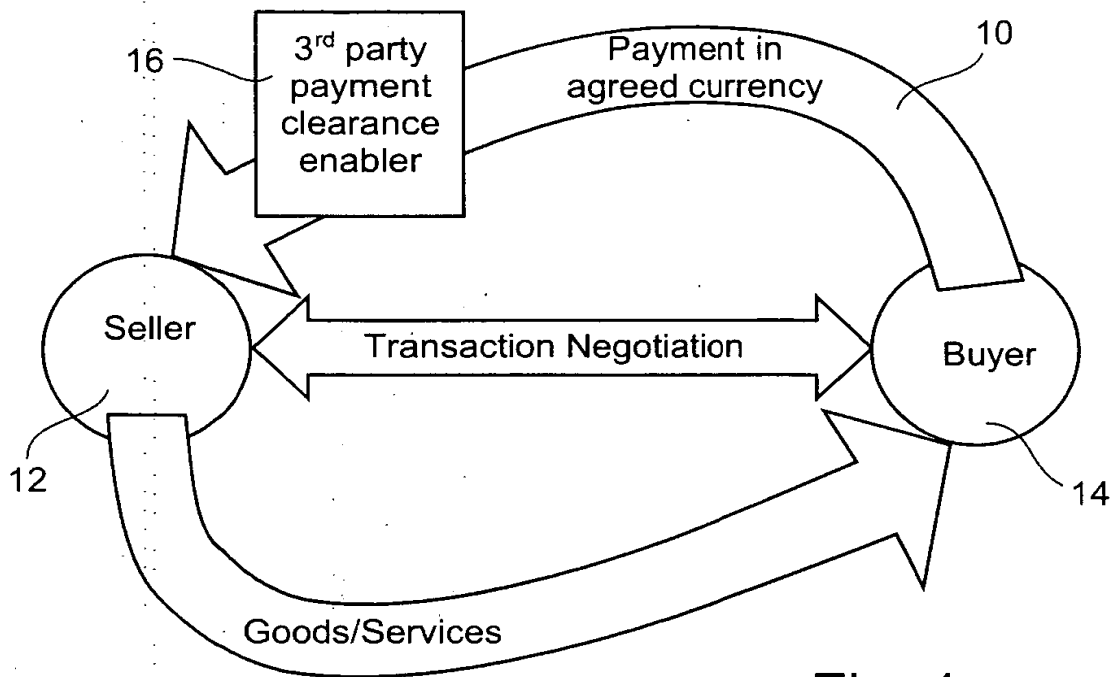 16
3rd party
payment
clearance
enabler
Payment in
agreed currency
10
Seller
Transaction Negotiation
Buyer
12
14
Goods/Services